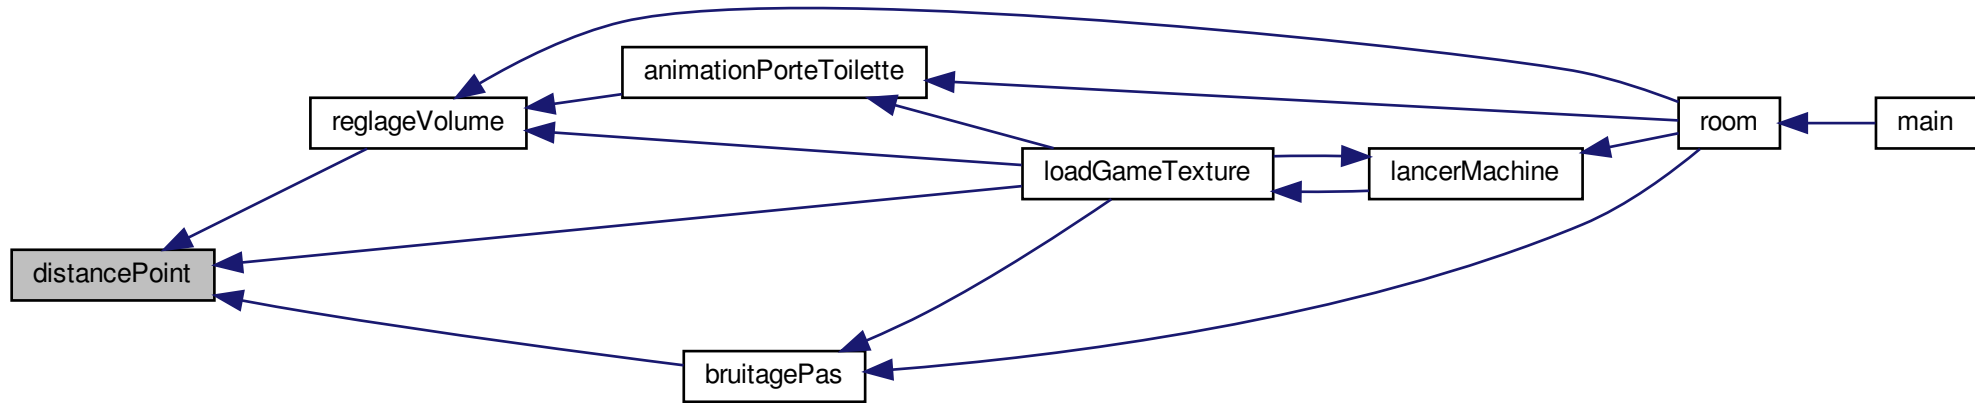 animationPorteToilette
reglageVolume
room
main
loadGameTexture
lancerMachine
distancePoint
bruitagePas